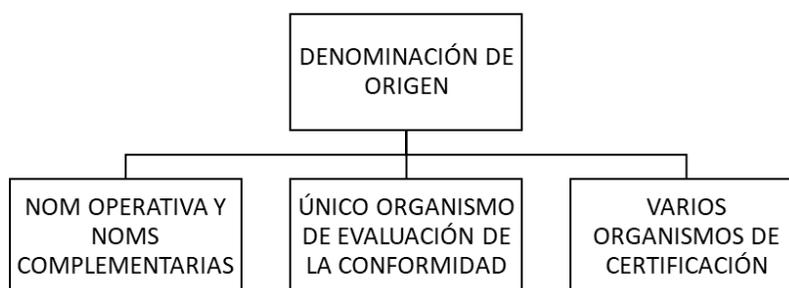 DENOMINACIÓN DE
ORIGEN
NOM OPERATIVA Y
NOMS
COMPLEMENTARIAS
ÚNICO ORGANISMO
DE EVALUACIÓN DE
LA CONFORMIDAD
VARIOS
ORGANISMOS DE
CERTIFICACIÓN